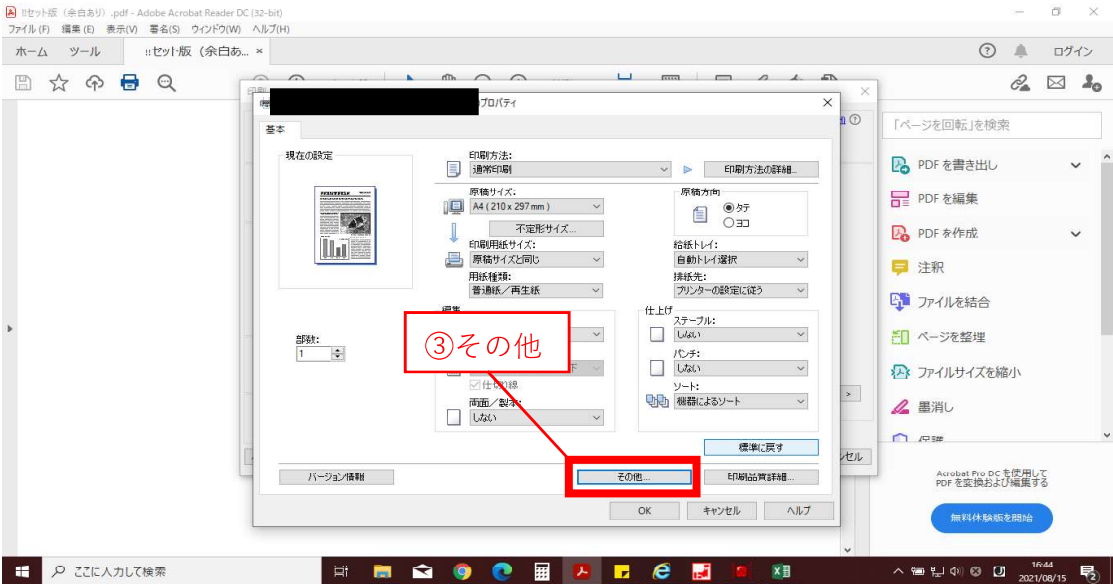 !!セット版（余白あり）.pdf - Adobe Acrobat Reader DC (32-bit)
ファイル(F) 編集(E) 表示(V) 署名(S) ウィンドウ(W) ヘルプ(H)
ホーム ツール !!セット版（余白あ... × ログイン
印刷
のプロパティ
基本
現在の設定
部数:
1
印刷方法:
通常印刷
印刷方法の詳細...
原稿サイズ:
A4 ( 210 x 297 mm )
不定形サイズ...
原稿方向
タテ
ヨコ
印刷用紙サイズ:
原稿サイズと同じ
給紙トレイ:
自動トレイ選択
用紙種類:
普通紙／再生紙
排紙先:
プリンターの設定に従う
編集
③その他
仕切り線
両面／製本:
しない
仕上げ
ステープル:
しない
パンチ:
しない
ソート:
機器によるソート
標準に戻す
バージョン情報
その他...
印刷品質詳細...
OK
キャンセル
ヘルプ
ンセル
「ページを回転」を検索
PDF を書き出し
PDF を編集
PDF を作成
注釈
ファイルを結合
ページを整理
ファイルサイズを縮小
墨消し
保護
Acrobat Pro DC を使用して
PDF を変換および編集する
無料体験版を開始
ここに入力して検索
16:44
2021/08/15
2